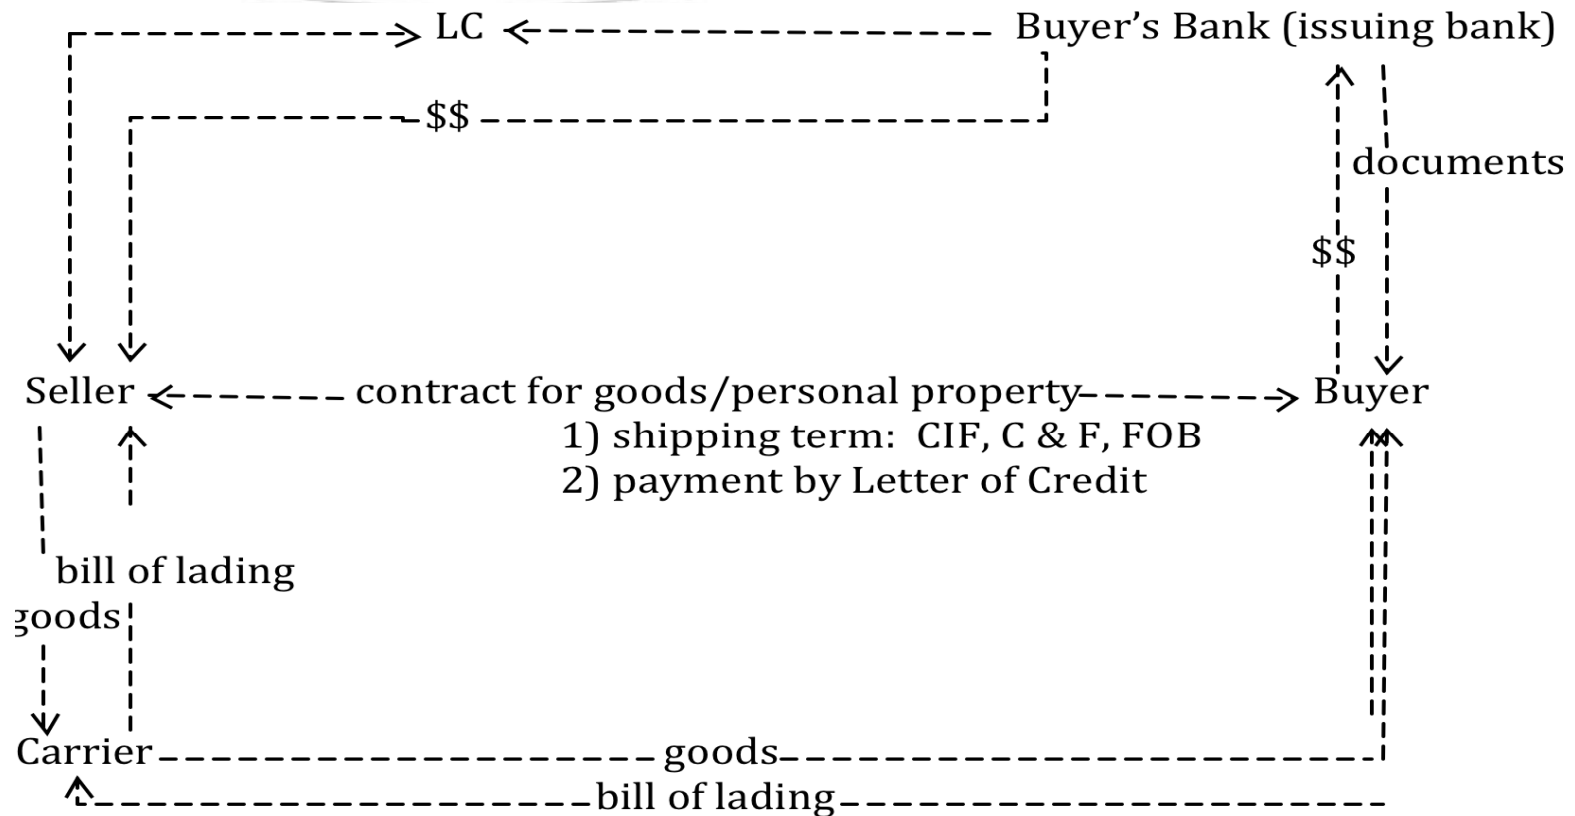 LC
Buyer’s Bank (issuing bank)
$$
documents
$$
Seller
contract for goods/personal property
Buyer
1) shipping term:  CIF, C & F, FOB
2) payment by Letter of Credit
bill of lading
goods
Carrier
goods
bill of lading